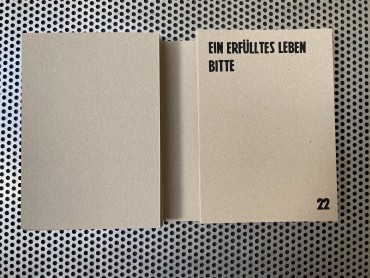 EIN ERFÜLLTES LEBEN
BITTE
22